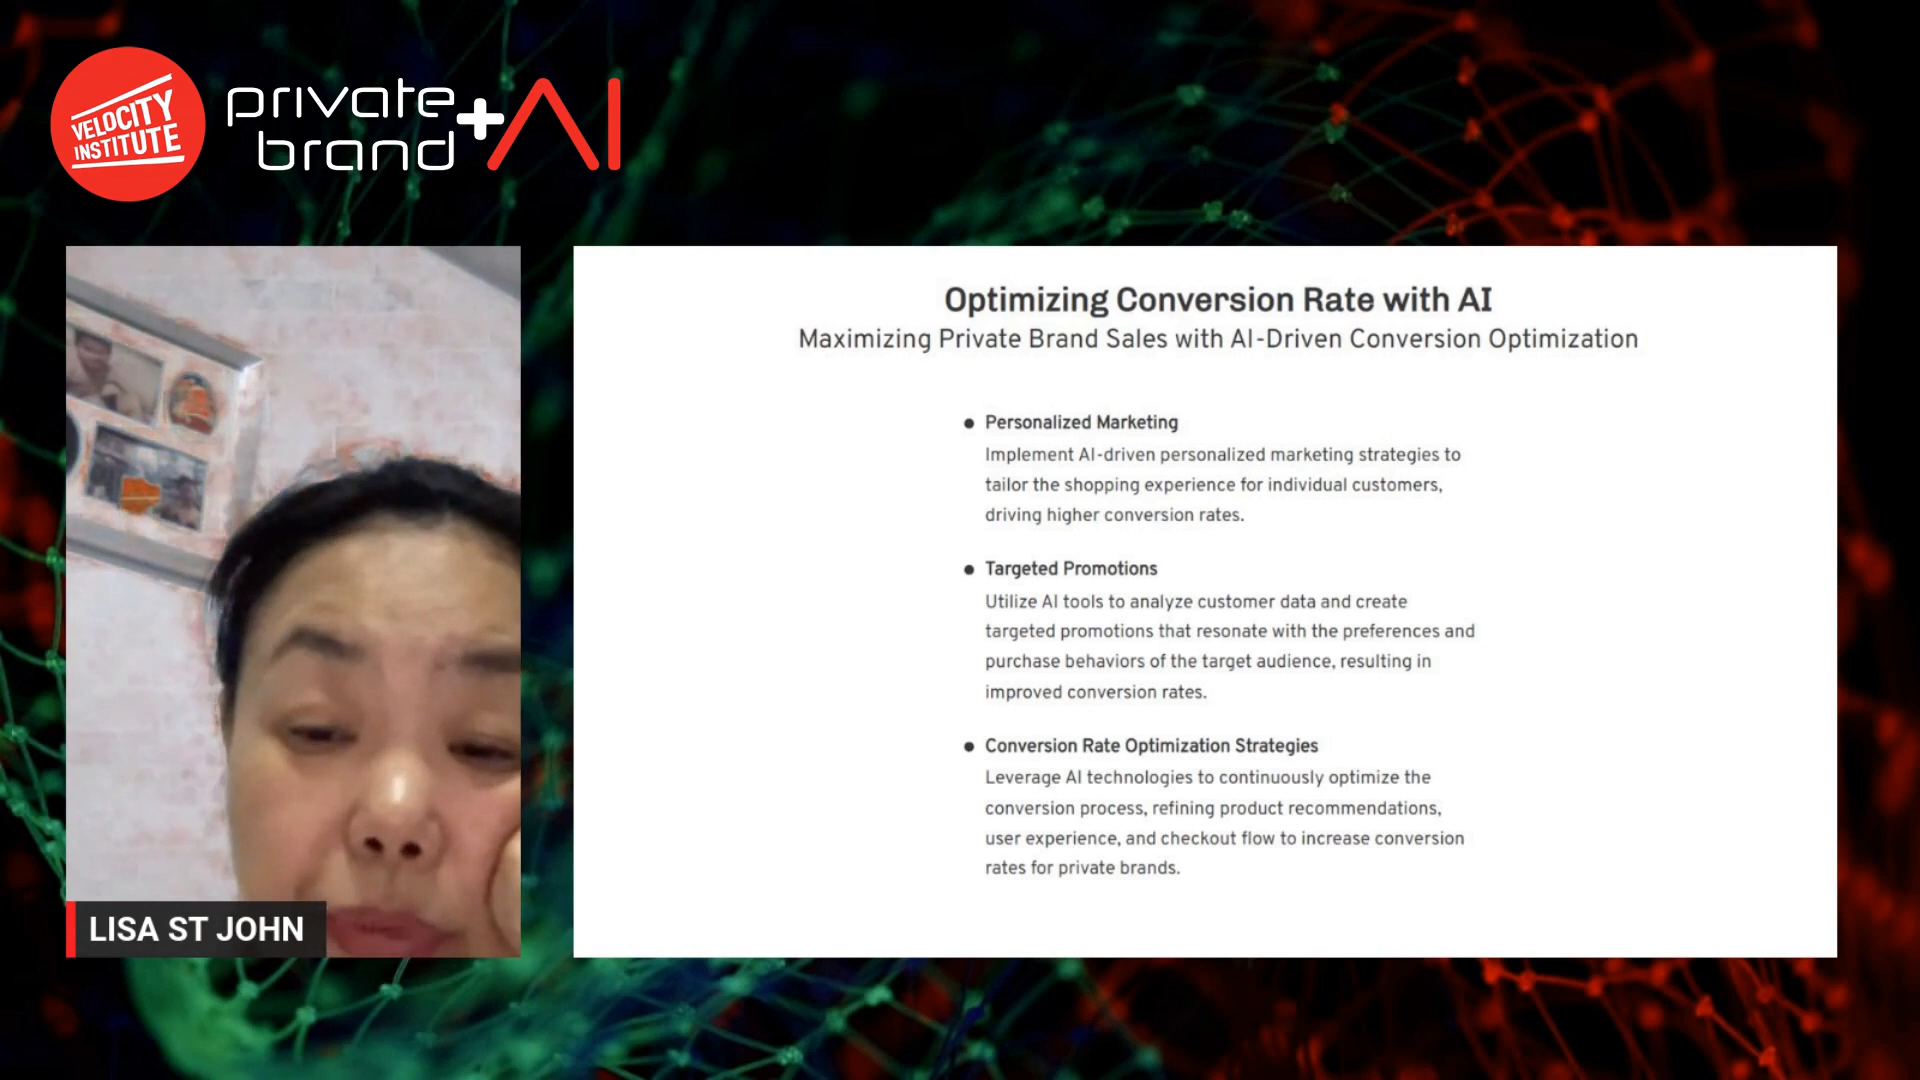 VELOCITY
INSTITUTE
private
brand
+AI
Optimizing Conversion Rate with AI
Maximizing Private Brand Sales with AI-Driven Conversion Optimization
● Personalized Marketing
Implement AI-driven personalized marketing strategies to
tailor the shopping experience for individual customers,
driving higher conversion rates.
● Targeted Promotions
Utilize AI tools to analyze customer data and create
targeted promotions that resonate with the preferences and
purchase behaviors of the target audience, resulting in
improved conversion rates.
● Conversion Rate Optimization Strategies
Leverage AI technologies to continuously optimize the
conversion process, refining product recommendations,
user experience, and checkout flow to increase conversion
rates for private brands.
LISA ST JOHN